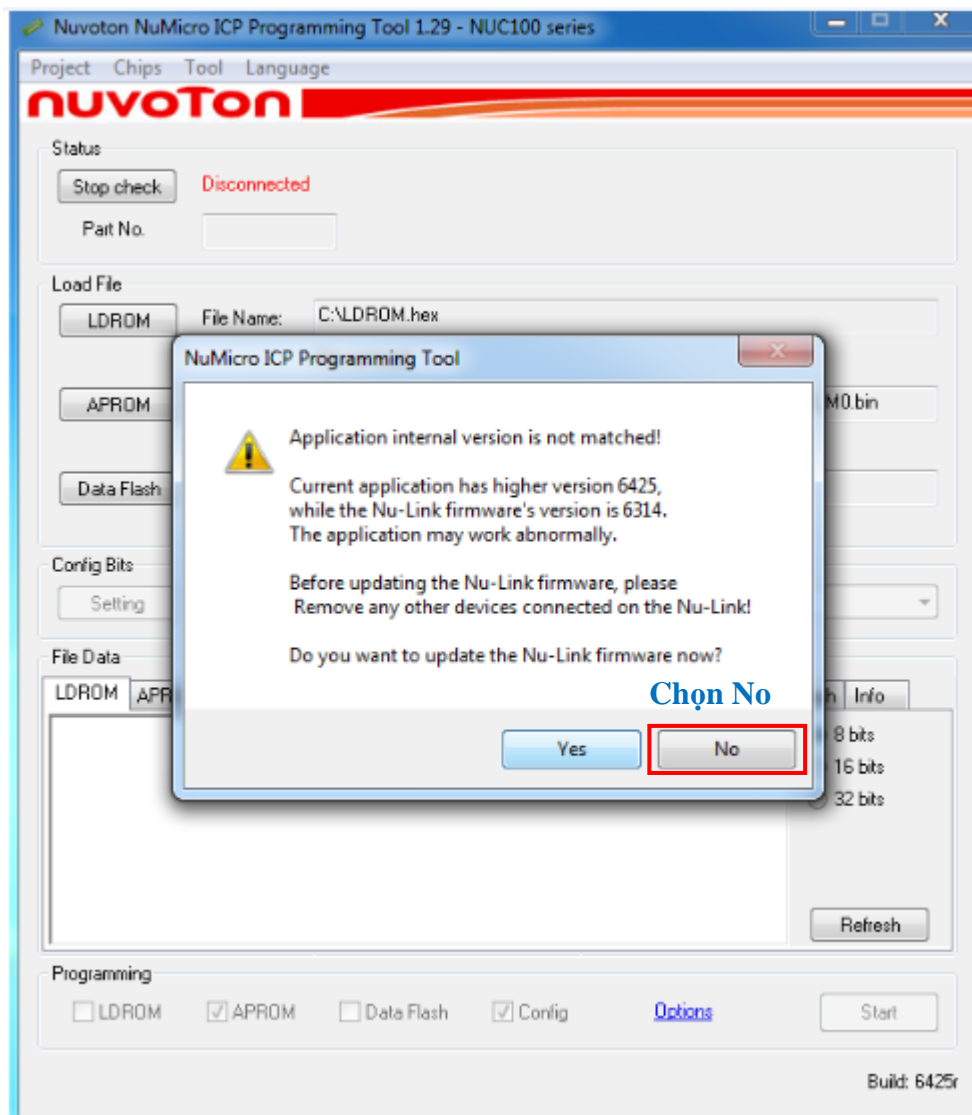 Nuvoton NuMicro ICP Programming Tool 1.29 - NUC100 series
Project Chips Tool Language
nuvoTon
Status
Stop check Disconnected
Part No.
Load File
LDROM File Name: C:\LDROM.hex
NuMicro ICP Programming Tool
APROM M0.bin
Application internal version is not matched!
Data Flash
Current application has higher version 6425,
while the Nu-Link firmware's version is 6314.
The application may work abnormally.
Config Bits
Setting
Before updating the Nu-Link firmware, please
Remove any other devices connected on the Nu-Link!
Do you want to update the Nu-Link firmware now?
Chọn No
Yes No
File Data
LDROM APR h Info
8 bits
16 bits
32 bits
Refresh
Programming
LDROM APROM Data Flash Config Options Start
Build: 6425r